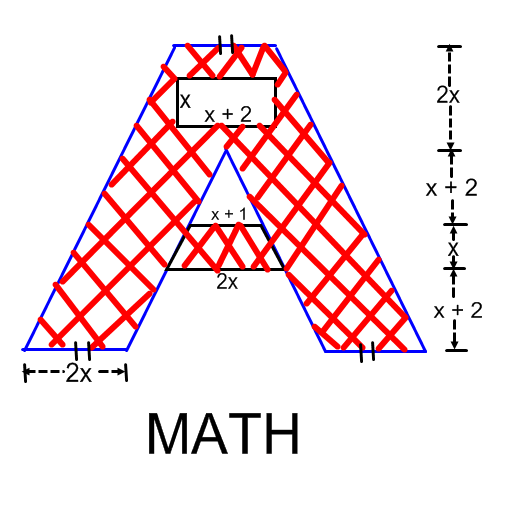 2x
x
x + 2
x + 2
x + 1
x
2x
x + 2
2x
MATH